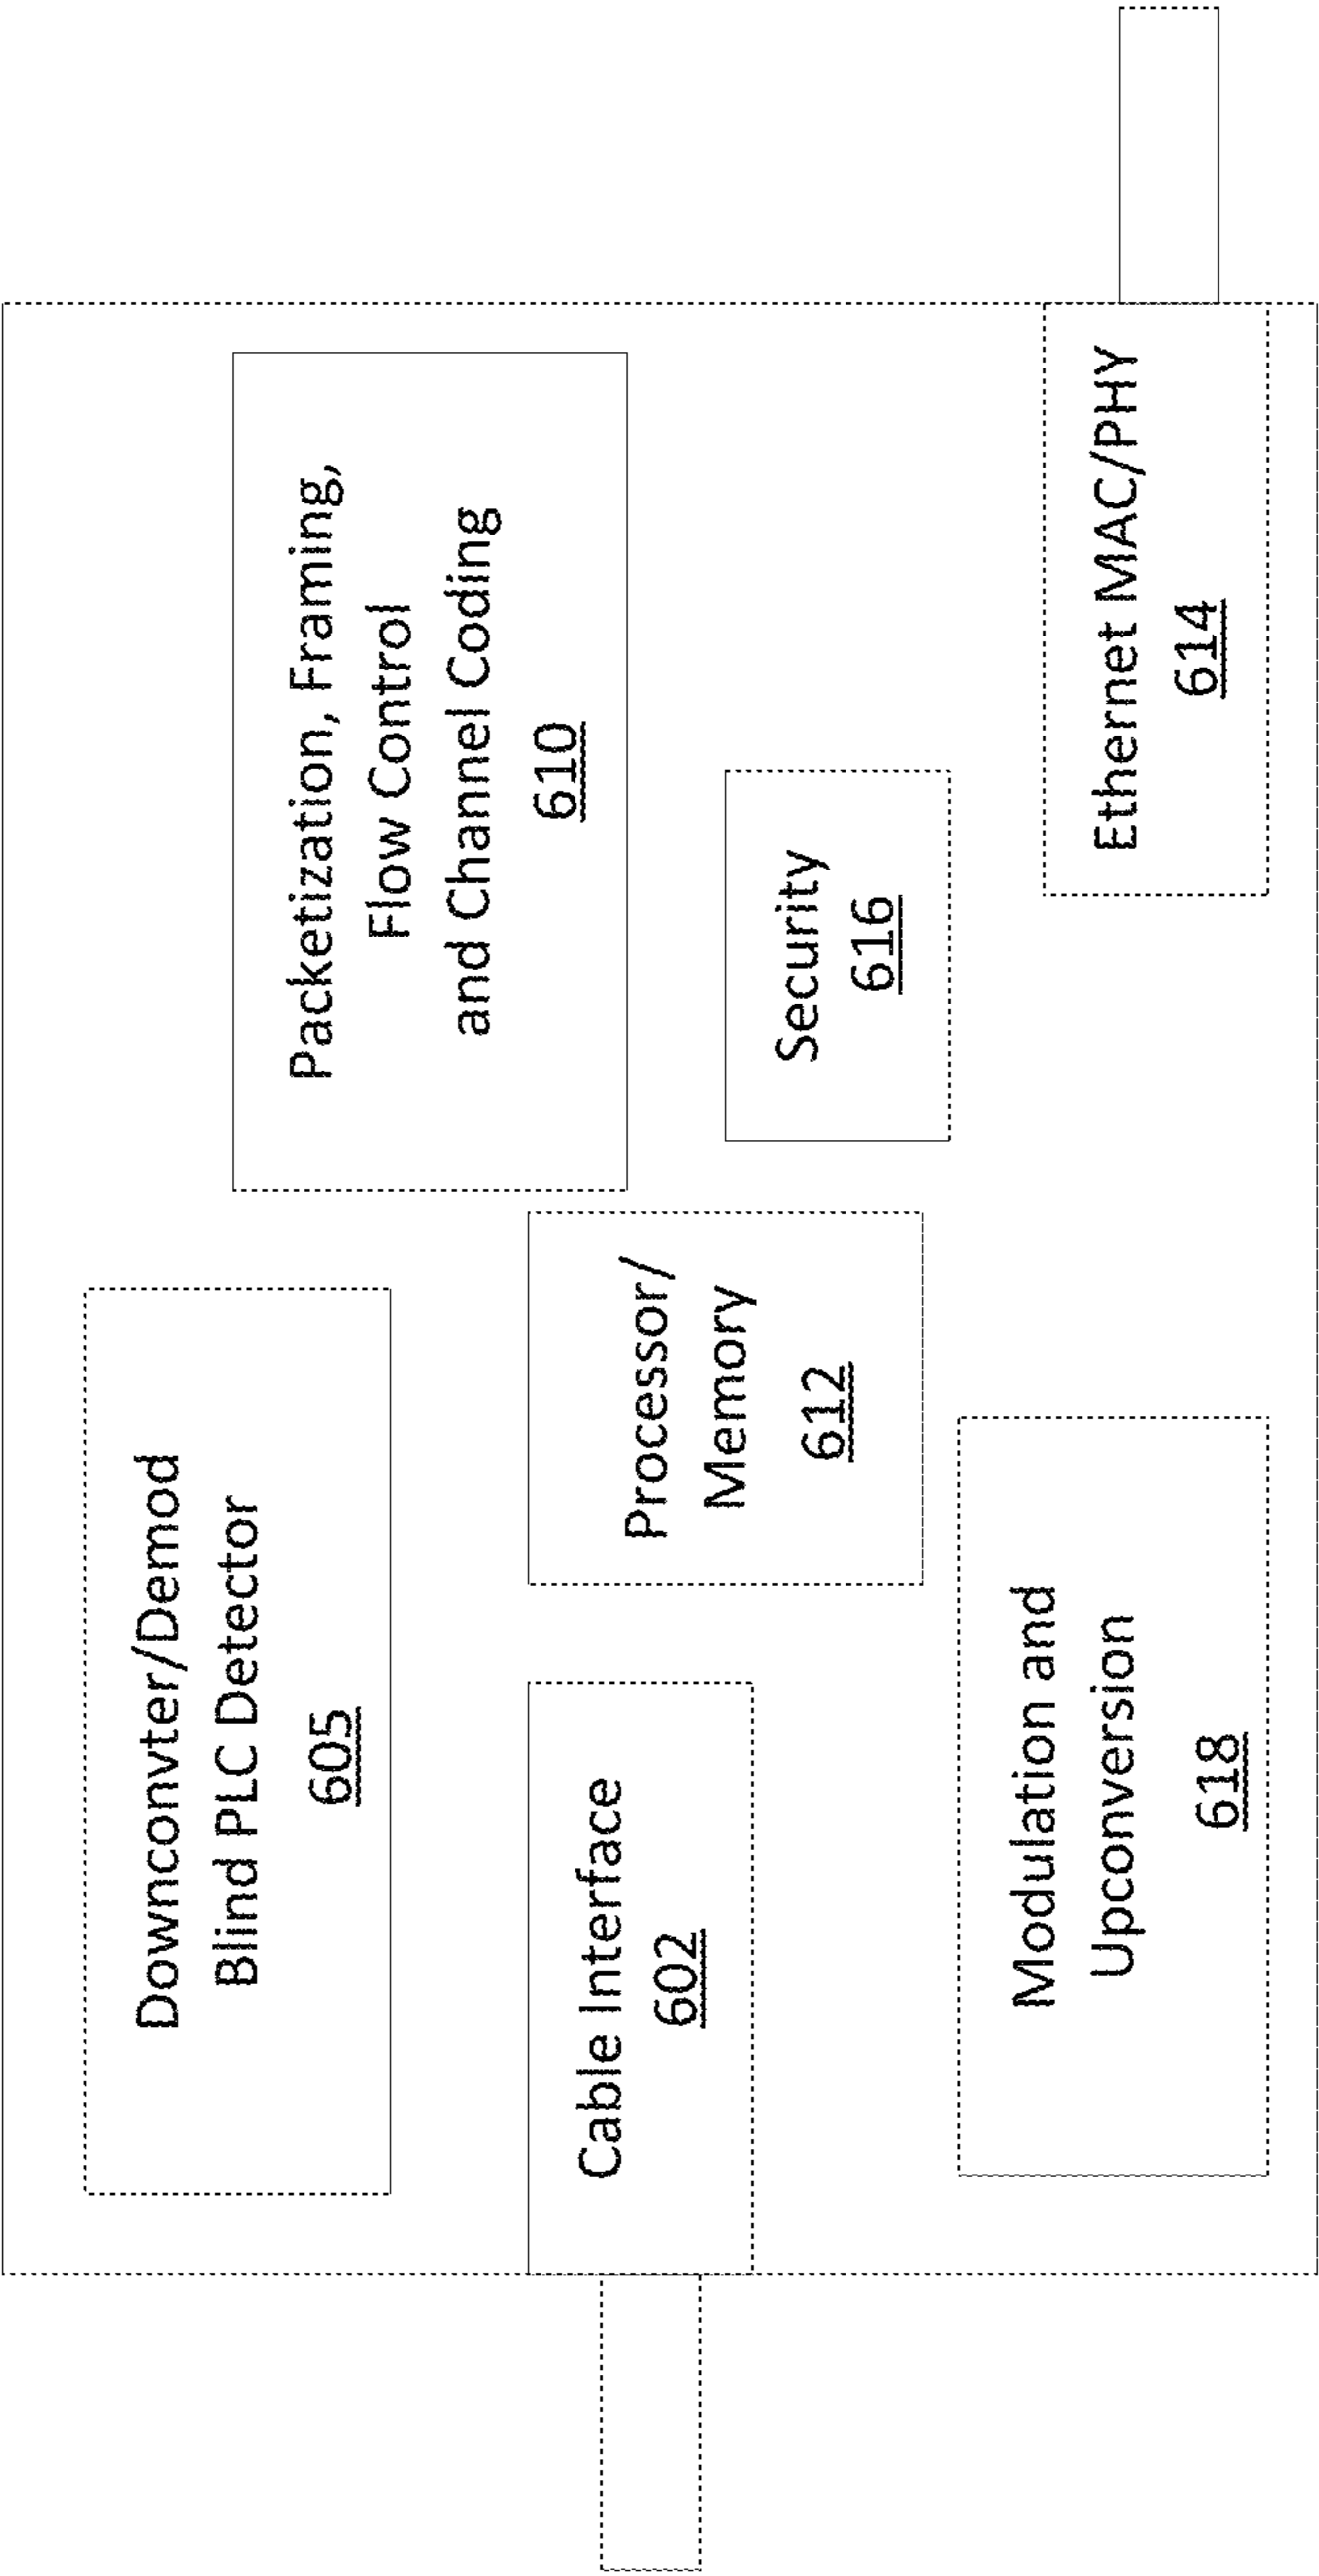 Downconvter/Demod
Blind PLC Detector
605
Packetization, Framing,
Flow Control
and Channel Coding
610
Cable Interface
602
Processor/
Memory
612
Security
616
Modulation and
Upconversion
618
Ethernet MAC/PHY
614